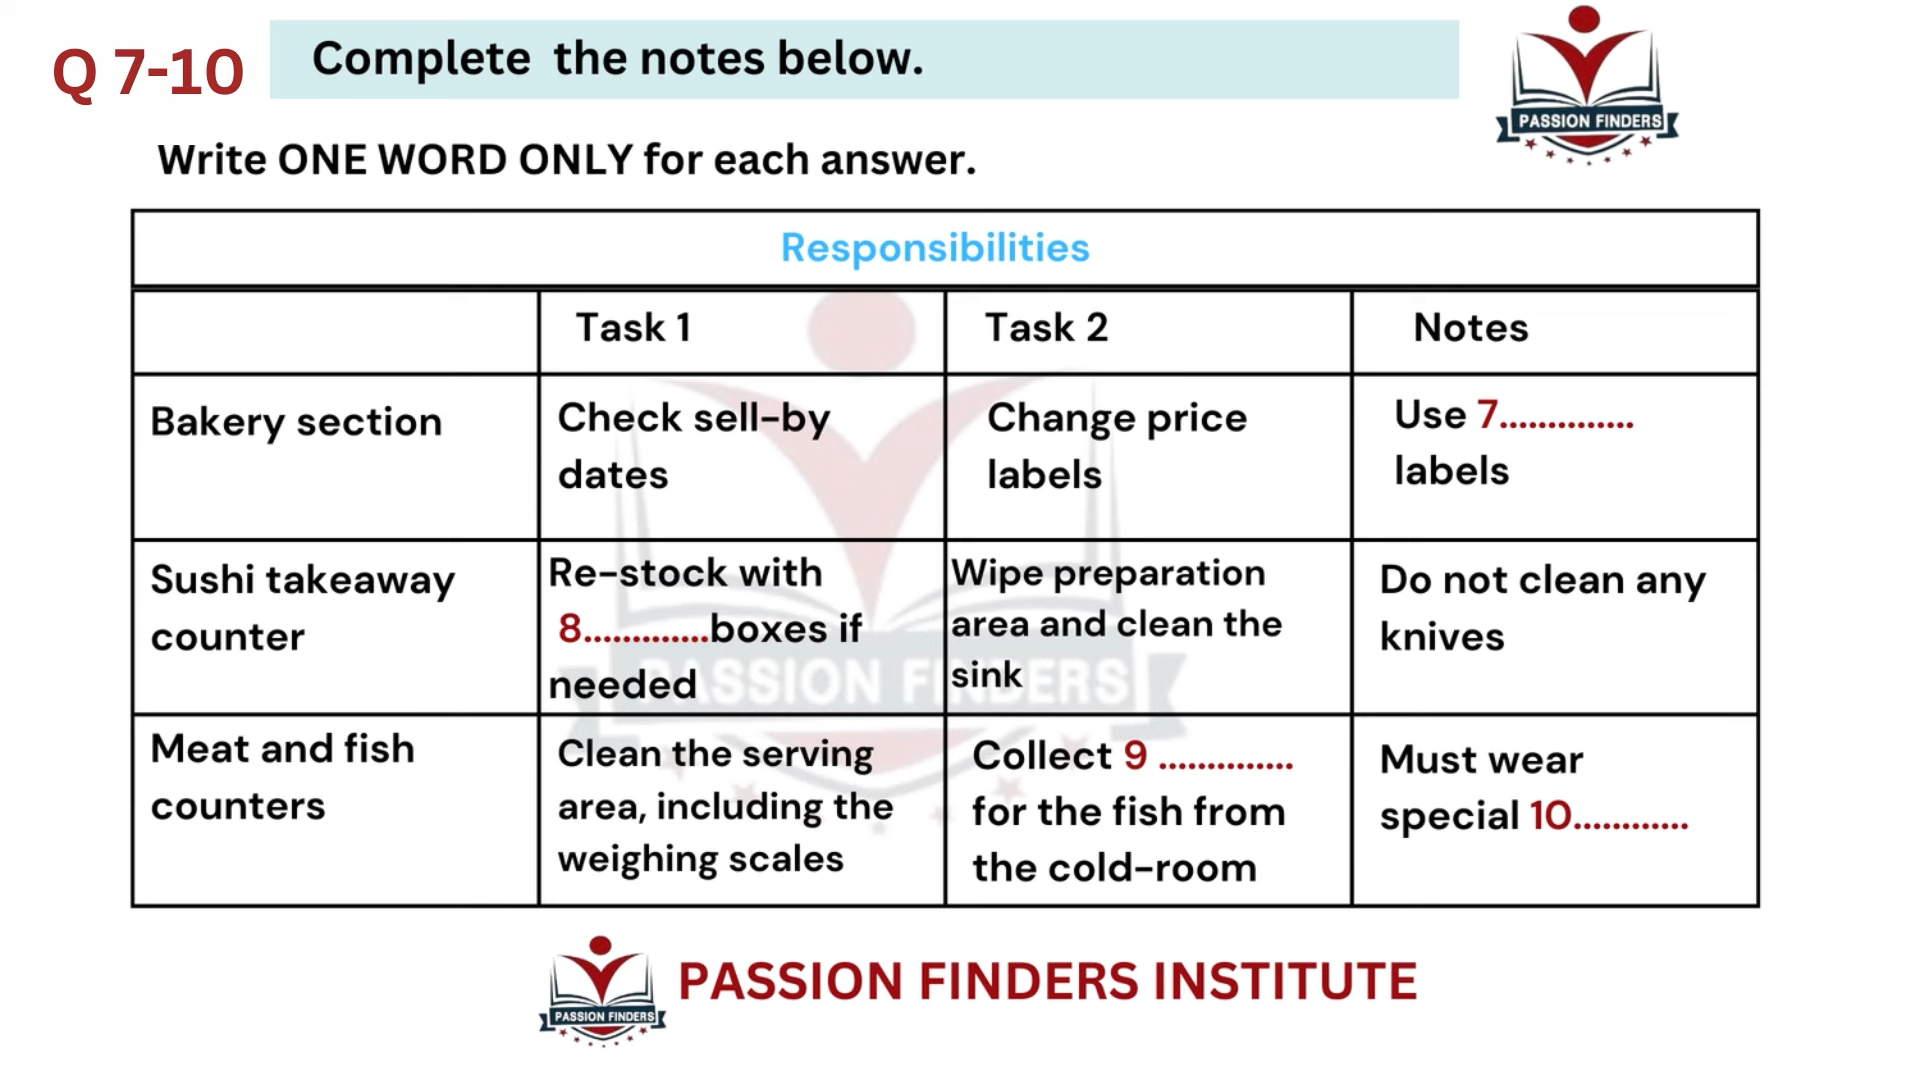 Q 7-10
Complete the notes below.
PASSION FINDERS
Write ONE WORD ONLY for each answer.
Responsibilities
Task 1
Task 2
Notes
Bakery section
Check sell-by
dates
Change price
labels
Use 7..............
labels
Sushi takeaway
counter
Re-stock with
8.............boxes if
needed
Wipe preparation
area and clean the
sink
Do not clean any
knives
Meat and fish
counters
Clean the serving
area, including the
weighing scales
Collect 9 ..............
for the fish from
the cold-room
Must wear
special 10............
PASSION FINDERS
PASSION FINDERS
PASSION FINDERS INSTITUTE